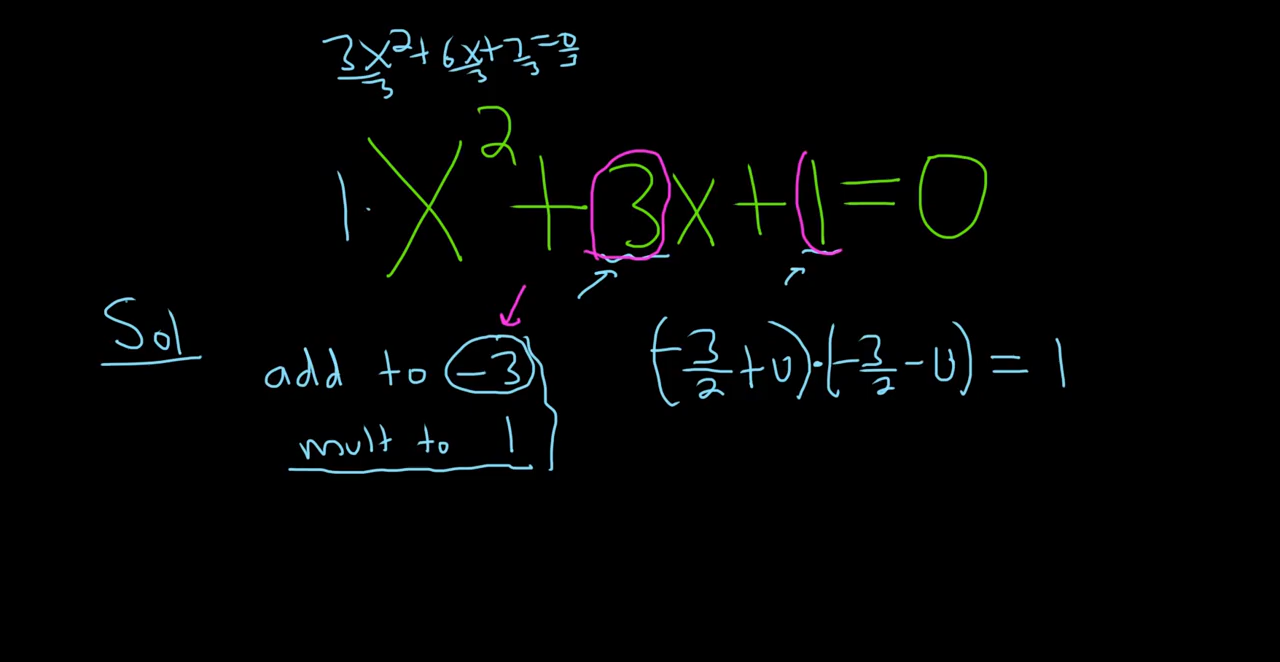 3x²/3 + 6x/3 + 7/3 = 0/3
1·X² + 3x + 1 = 0
Sol
add to -3
mult to 1
(-3/2 + u)·(-3/2 - u) = 1